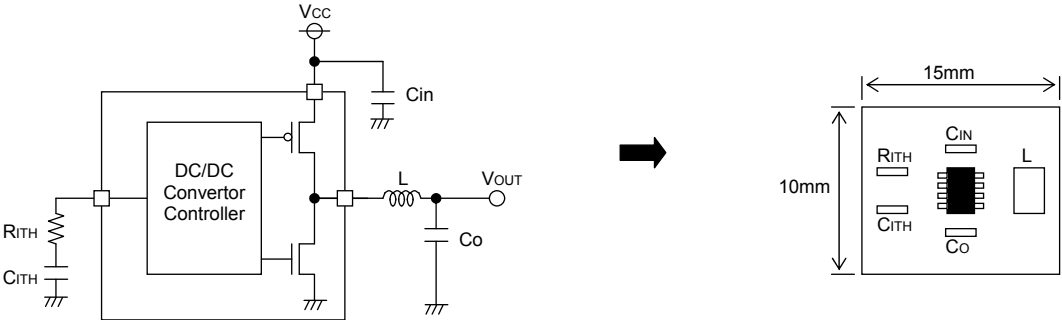 VCC
Cin
DC/DC
Convertor
Controller
L
VOUT
RITH
Co
CITH
15mm
10mm
CIN
RITH
L
CITH
CO